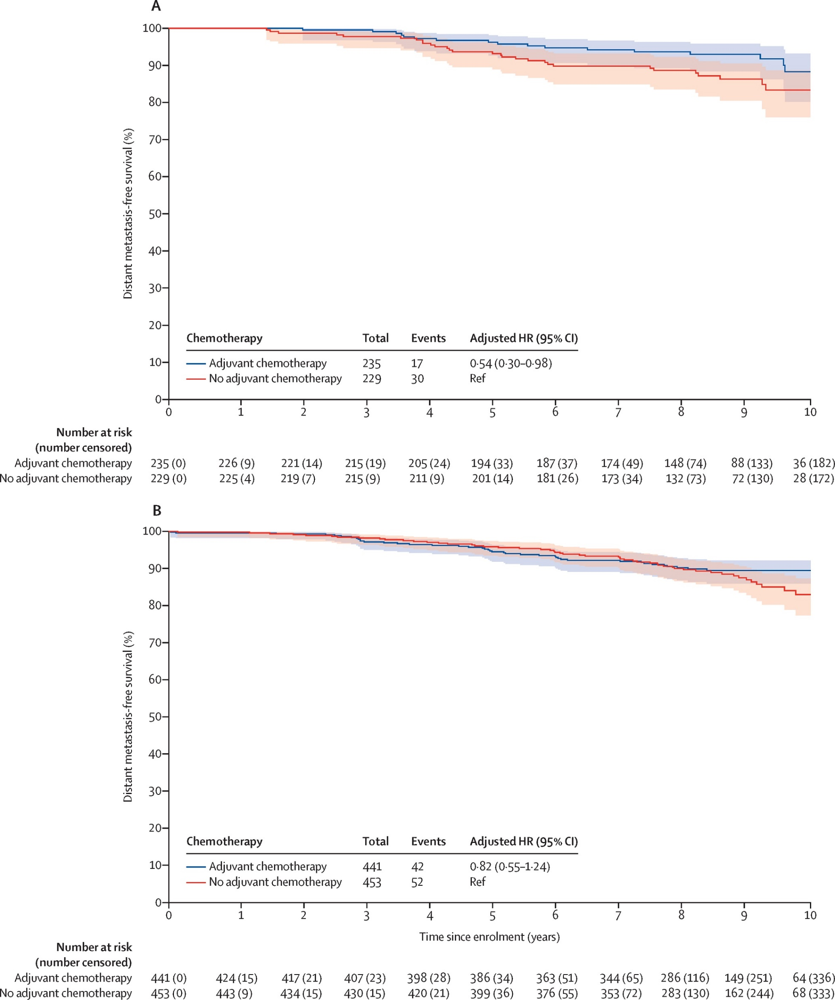 A
100
90
80
70
60
50
40
30
20
10
0
Distant metastasis-free survival (%)
Chemotherapy Total Events Adjusted HR (95% CI)
Adjuvant chemotherapy 235 17 0·54 (0·30–0·98)
No adjuvant chemotherapy 229 30 Ref
0 1 2 3 4 5 6 7 8 9 10
Number at risk
(number censored)
Adjuvant chemotherapy 235 (0) 226 (9) 221 (14) 215 (19) 205 (24) 194 (33) 187 (37) 174 (49) 148 (74) 88 (133) 36 (182)
No adjuvant chemotherapy 229 (0) 225 (4) 219 (7) 215 (9) 211 (9) 201 (14) 181 (26) 173 (34) 132 (73) 72 (130) 28 (172)
B
100
90
80
70
60
50
40
30
20
10
0
Distant metastasis-free survival (%)
Chemotherapy Total Events Adjusted HR (95% CI)
Adjuvant chemotherapy 441 42 0·82 (0·55–1·24)
No adjuvant chemotherapy 453 52 Ref
0 1 2 3 4 5 6 7 8 9 10
Time since enrolment (years)
Number at risk
(number censored)
Adjuvant chemotherapy 441 (0) 424 (15) 417 (21) 407 (23) 398 (28) 386 (34) 363 (51) 344 (65) 286 (116) 149 (251) 64 (336)
No adjuvant chemotherapy 453 (0) 443 (9) 434 (15) 430 (15) 420 (21) 399 (36) 376 (55) 353 (72) 283 (130) 162 (244) 68 (333)